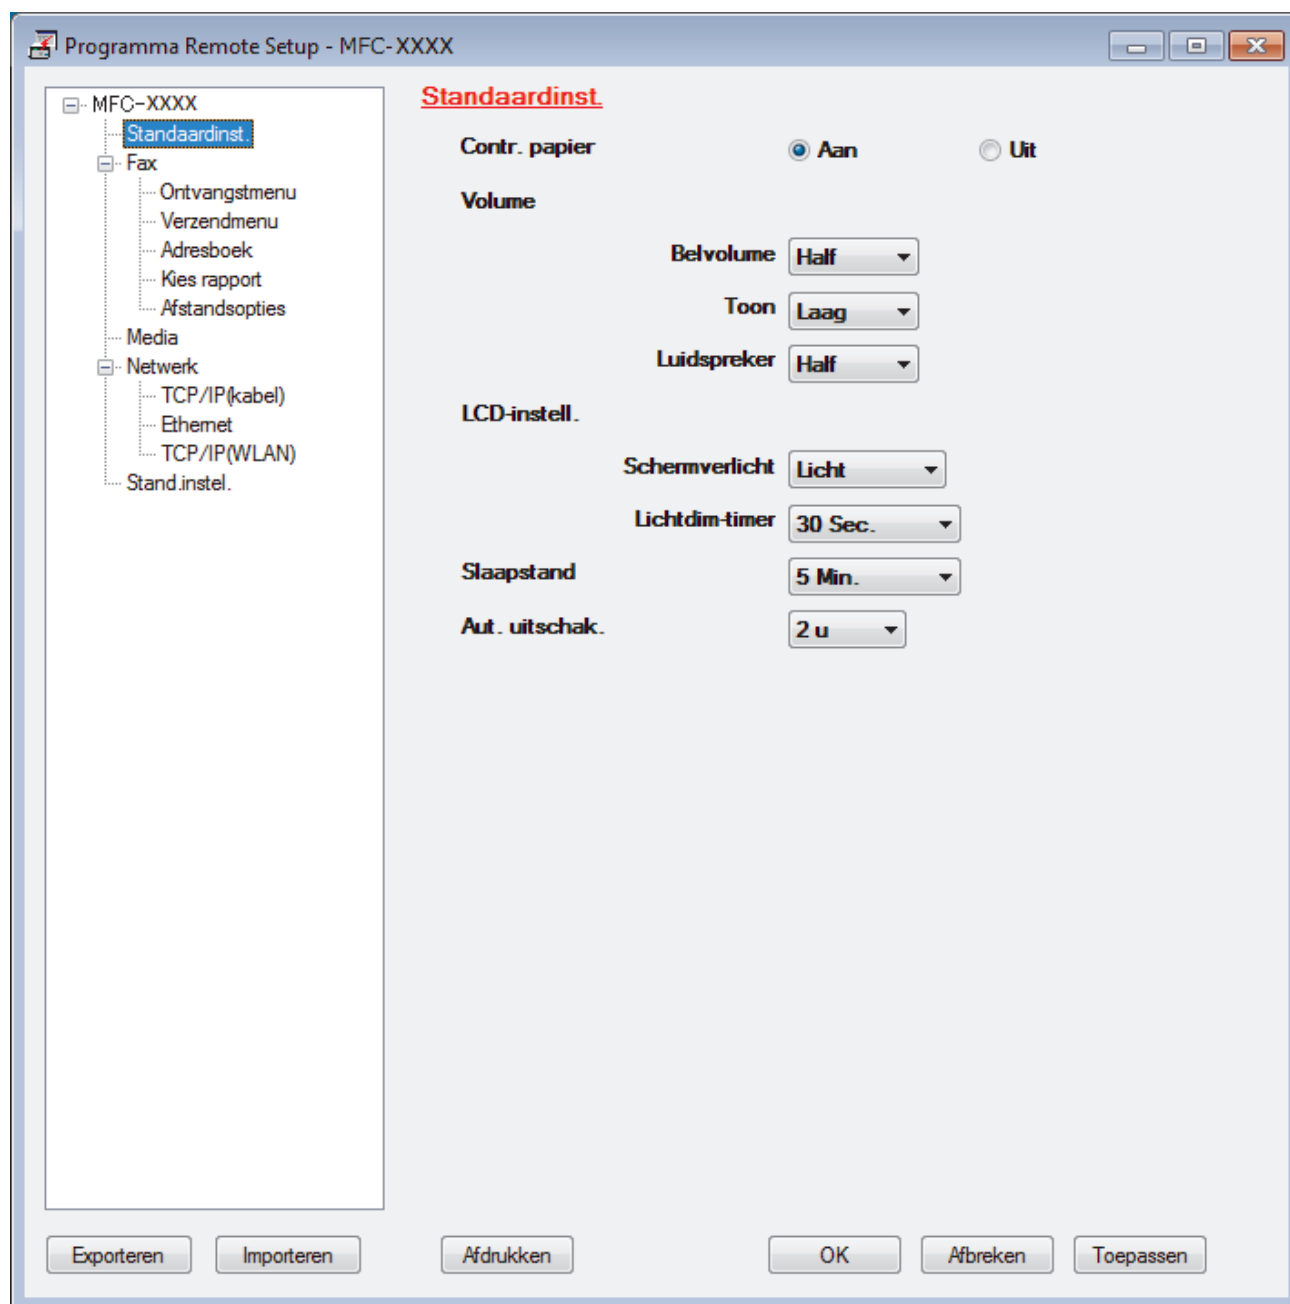 Programma Remote Setup - MFC-XXXX
MFC-XXXX
Standaardinst.
Fax
Ontvangstmenu
Verzendmenu
Adresboek
Kies rapport
Afstandsopties
Media
Netwerk
TCP/IP(kabel)
Ethernet
TCP/IP(WLAN)
Stand.instel.
Standaardinst.
Contr. papier Aan Uit
Volume
Belvolume Half
Toon Laag
Luidspreker Half
LCD-instell.
Schermverlicht Licht
Lichtdim-timer 30 Sec.
Slaapstand 5 Min.
Aut. uitschak. 2 u
Exporteren Importeren Afdrukken OK Afbreken Toepassen